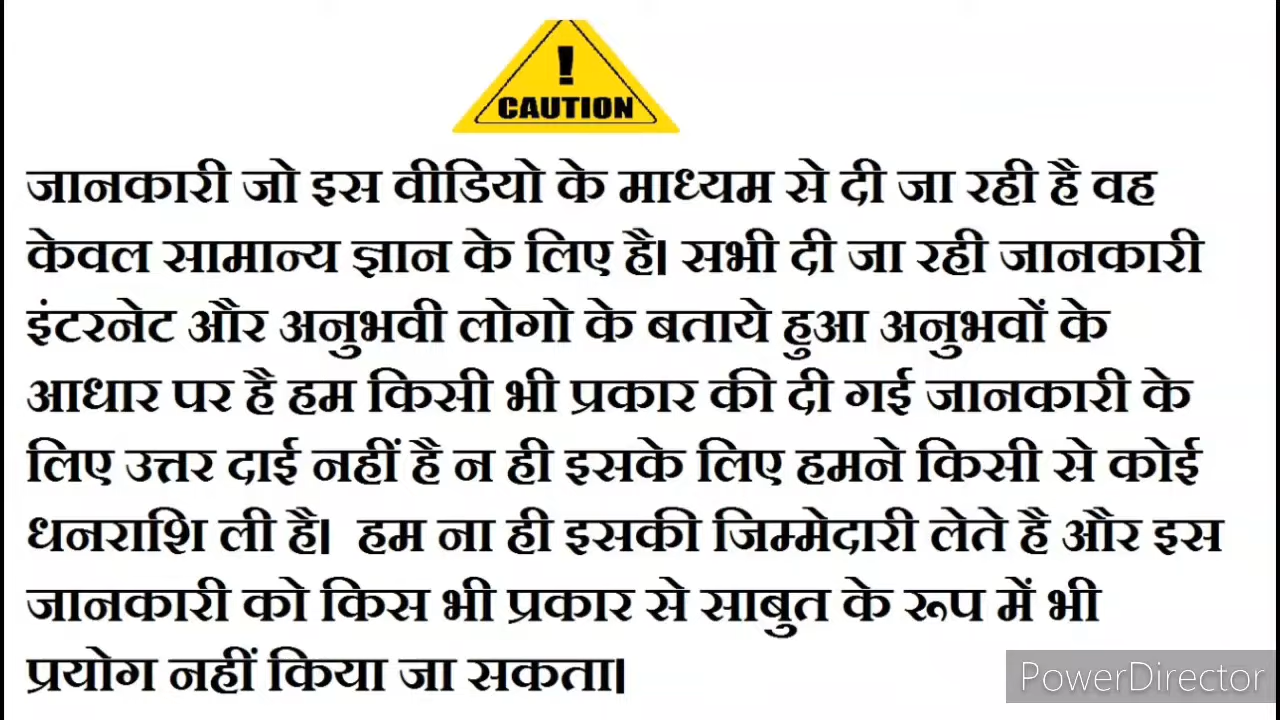 !
CAUTION
जानकारी जो इस वीडियो के माध्यम से दी जा रही है वह
केवल सामान्य ज्ञान के लिए है। सभी दी जा रही जानकारी
इंटरनेट और अनुभवी लोगो के बताये हुआ अनुभवों के
आधार पर है हम किसी भी प्रकार की दी गई जानकारी के
लिए उत्तर दाई नहीं है न ही इसके लिए हमने किसी से कोई
धनराशि ली है। हम ना ही इसकी जिम्मेदारी लेते है और इस
जानकारी को किस भी प्रकार से साबुत के रूप में भी
प्रयोग नहीं किया जा सकता।
PowerDirector